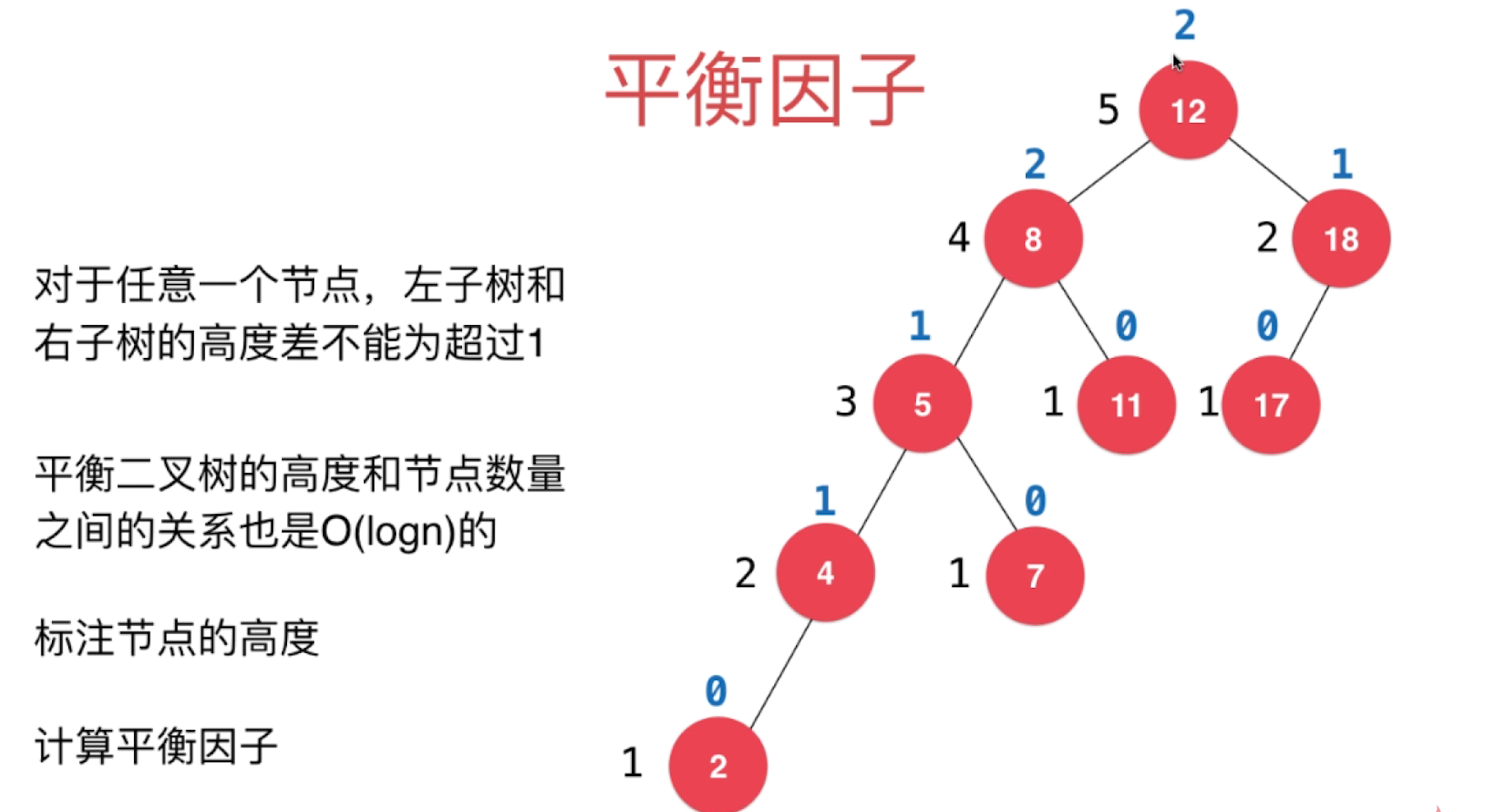 平衡因子
对于任意一个节点，左子树和
右子树的高度差不能为超过1
平衡二叉树的高度和节点数量
之间的关系也是O(logn)的
标注节点的高度
计算平衡因子
2
5 12
2 1
4 8 2 18
1 0 0
3 5 1 11 1 17
1 0
2 4 1 7
0
1 2